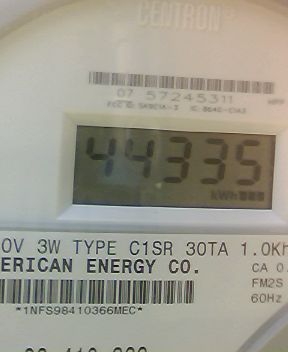 CENTRON®
07 57245311
44335
kWh
0V 3W TYPE C1SR 30TA 1.0Kh
ERICAN ENERGY CO.
CA 0.
FM2S
60Hz
*1NFS98410366MEC*